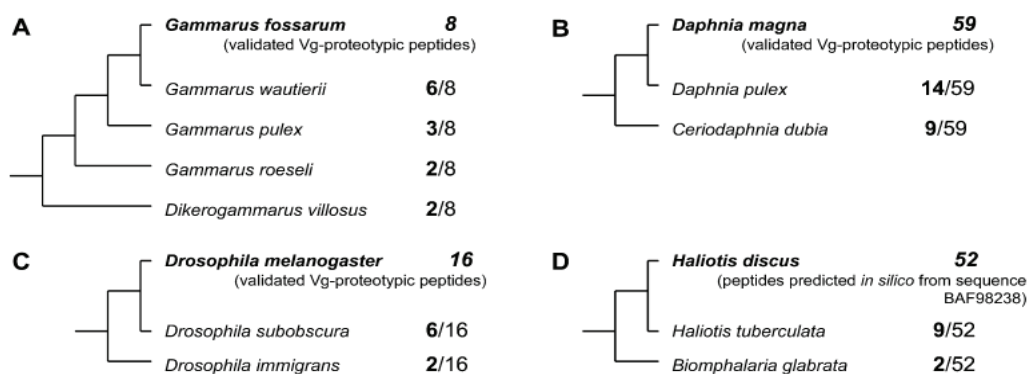 A
Gammarus fossarum 8
(validated Vg-proteotypic peptides)
Gammarus wautierii 6/8
Gammarus pulex 3/8
Gammarus roeseli 2/8
Dikerogammarus villosus 2/8
B
Daphnia magna 59
(validated Vg-proteotypic peptides)
Daphnia pulex 14/59
Ceriodaphnia dubia 9/59
C
Drosophila melanogaster 16
(validated Vg-proteotypic peptides)
Drosophila subobscura 6/16
Drosophila immigrans 2/16
D
Haliotis discus 52
(peptides predicted in silico from sequence
BAF98238)
Haliotis tuberculata 9/52
Biomphalaria glabrata 2/52